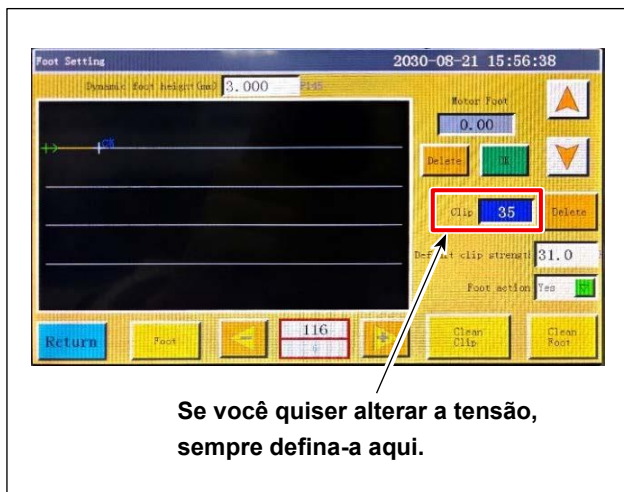 Foot Setting 2030-08-21 15:56:38
Dynamic foot height(mm) 3.000 P145
Motor Foot
0.00
Delete OK
Clip 35 Delete
Default clip strengt 31.0
Foot action Yes
Return Foot 116 Clean Clip Clean Foot
Se você quiser alterar a tensão,
sempre defina-a aqui.